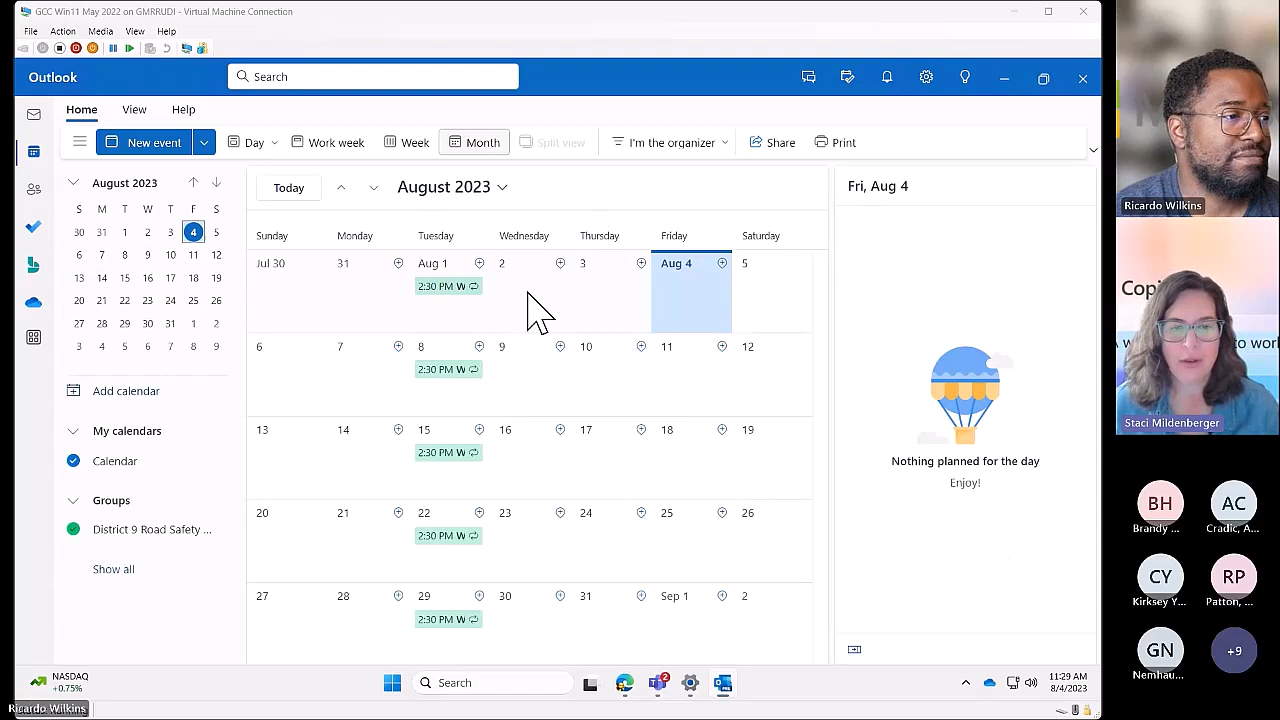 GCC Win11 May 2022 on GMRRUDI - Virtual Machine Connection
File Action Media View Help
Outlook
Search
Home View Help
New event Day Work week Week Month Split view I'm the organizer Share Print
August 2023
S M T W T F S
30 31 1 2 3 4 5
6 7 8 9 10 11 12
13 14 15 16 17 18 19
20 21 22 23 24 25 26
27 28 29 30 31 1 2
3 4 5 6 7 8 9
Add calendar
My calendars
Calendar
Groups
District 9 Road Safety ...
Show all
Today August 2023
Sunday Monday Tuesday Wednesday Thursday Friday Saturday
Jul 30 31 Aug 1 2 3 Aug 4 5
2:30 PM W
6 7 8 9 10 11 12
2:30 PM W
13 14 15 16 17 18 19
2:30 PM W
20 21 22 23 24 25 26
2:30 PM W
27 28 29 30 31 Sep 1 2
2:30 PM W
Fri, Aug 4
Nothing planned for the day
Enjoy!
NASDAQ
+0.75%
Search
2
11:29 AM
8/4/2023
Ricardo Wilkins
Ricardo Wilkins
Copi
to work
Staci Mildenberger
BH
Brandy ...
AC
Cradic, A...
CY
Kirksey Y...
RP
Patton, ...
GN
Nemhau...
+9